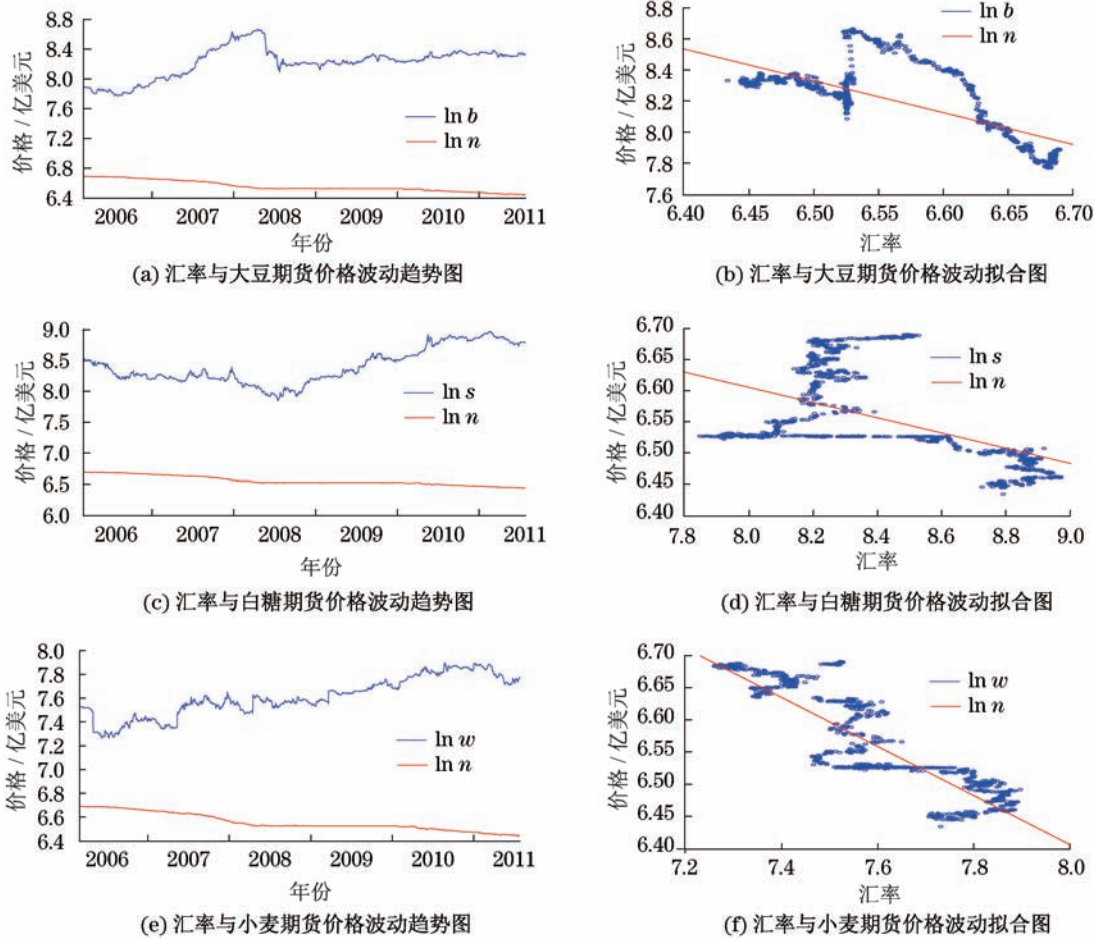 8.8
8.4
8.0
7.6
7.2
6.8
6.4
价格 / 亿美元
ln b
ln n
2006 2007 2008 2009 2010 2011
年份
(a) 汇率与大豆期货价格波动趋势图
8.8
8.6
8.4
8.2
8.0
7.8
7.6
价格 / 亿美元
ln b
ln n
6.40 6.45 6.50 6.55 6.60 6.65 6.70
汇率
(b) 汇率与大豆期货价格波动拟合图
9.0
8.5
8.0
7.5
7.0
6.5
6.0
价格 / 亿美元
ln s
ln n
2006 2007 2008 2009 2010 2011
年份
(c) 汇率与白糖期货价格波动趋势图
6.70
6.65
6.60
6.55
6.50
6.45
6.40
价格 / 亿美元
ln s
ln n
7.8 8.0 8.2 8.4 8.6 8.8 9.0
汇率
(d) 汇率与白糖期货价格波动拟合图
8.0
7.8
7.6
7.4
7.2
7.0
6.8
6.6
6.4
价格 / 亿美元
ln w
ln n
2006 2007 2008 2009 2010 2011
年份
(e) 汇率与小麦期货价格波动趋势图
6.70
6.65
6.60
6.55
6.50
6.45
6.40
价格 / 亿美元
ln w
ln n
7.2 7.4 7.6 7.8 8.0
汇率
(f) 汇率与小麦期货价格波动拟合图